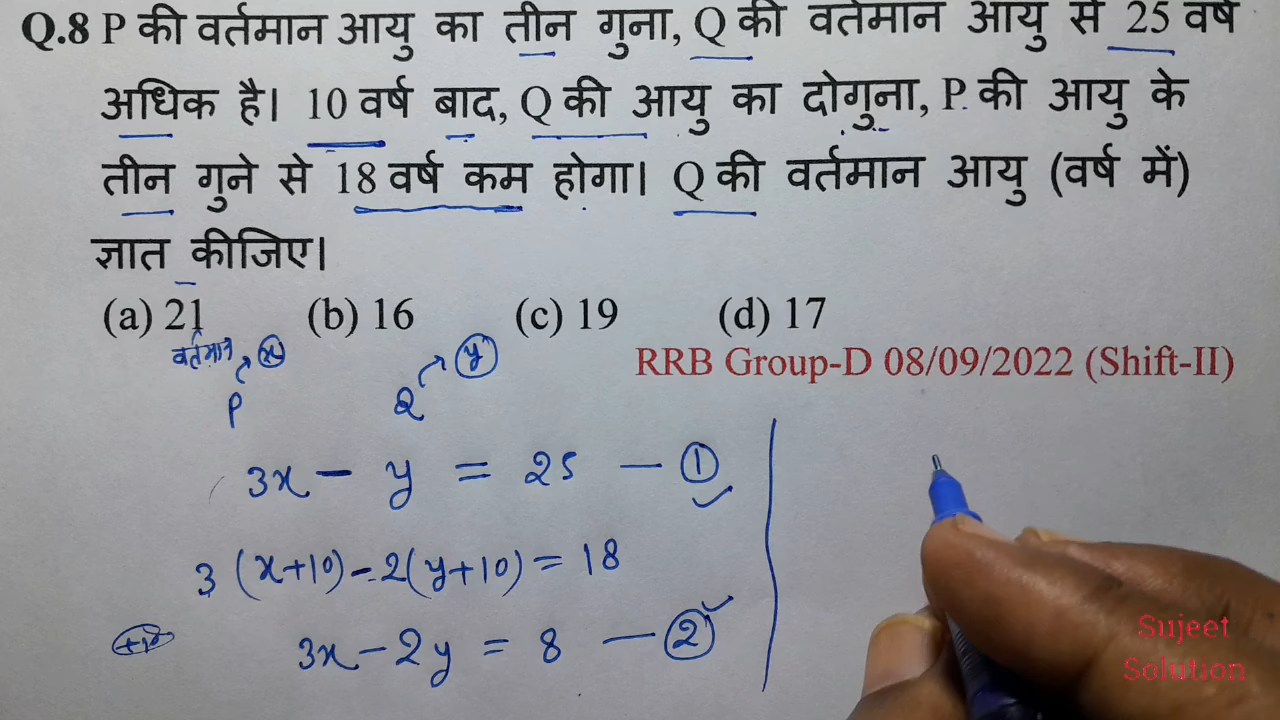 Q.8 P की वर्तमान आयु का तीन गुना, Q की वर्तमान आयु से 25 वर्ष
अधिक है। 10 वर्ष बाद, Q की आयु का दोगुना, P की आयु के
तीन गुने से 18 वर्ष कम होगा। Q की वर्तमान आयु (वर्ष में)
ज्ञात कीजिए।
(a) 21 (b) 16 (c) 19 (d) 17
RRB Group-D 08/09/2022 (Shift-II)
वर्तमान x y
P Q
3x - y = 25 - 1
3 (x+10) - 2(y+10) = 18
+10
3x - 2y = 8 - 2
Sujeet
Solution